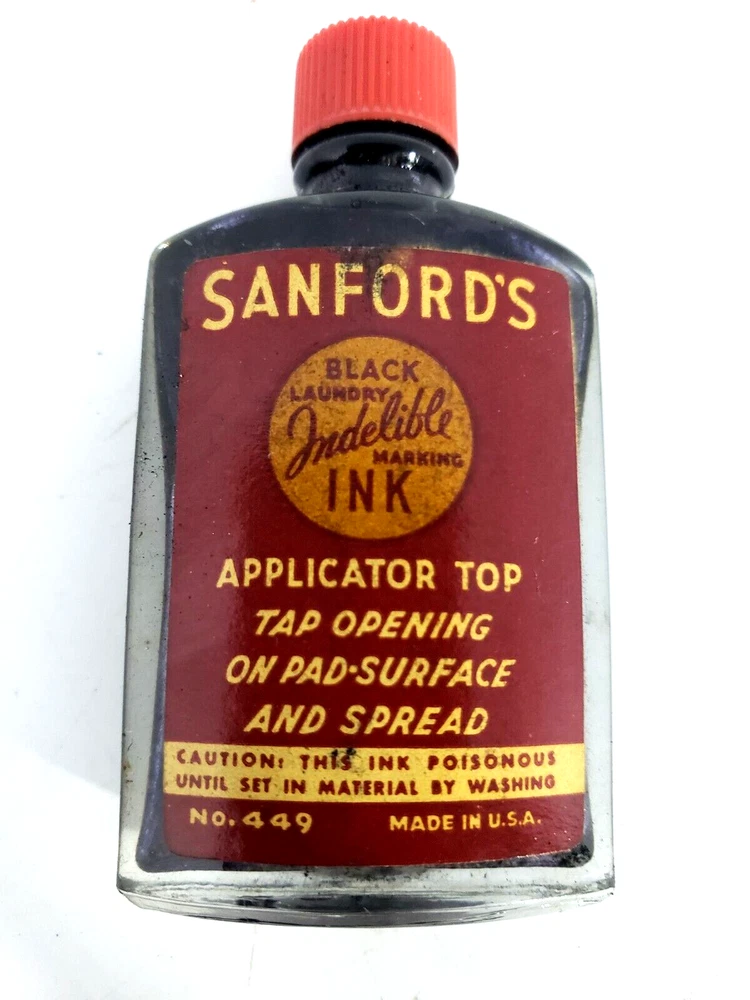 SANFORD'S
BLACK
LAUNDRY
Indelible
MARKING
INK
APPLICATOR TOP
TAP OPENING
ON PAD-SURFACE
AND SPREAD
CAUTION: THIS INK POISONOUS
UNTIL SET IN MATERIAL BY WASHING
No. 449 MADE IN U.S.A.